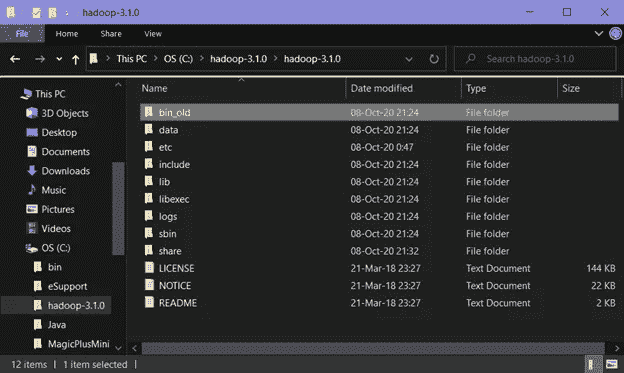 hadoop-3.1.0
File Home Share View
This PC OS (C:) hadoop-3.1.0 hadoop-3.1.0
Search hadoop-3.1.0
This PC
3D Objects
Desktop
Documents
Downloads
Music
Pictures
Videos
OS (C:)
bin
eSupport
hadoop-3.1.0
Java
MagicPlusMini
Name Date modified Type Size
bin_old 08-Oct-20 21:24 File folder
data 08-Oct-20 21:24 File folder
etc 08-Oct-20 0:47 File folder
include 08-Oct-20 21:24 File folder
lib 08-Oct-20 21:24 File folder
libexec 08-Oct-20 21:24 File folder
logs 08-Oct-20 21:24 File folder
sbin 08-Oct-20 21:24 File folder
share 08-Oct-20 21:32 File folder
LICENSE 21-Mar-18 23:27 Text Document 144 KB
NOTICE 21-Mar-18 23:27 Text Document 22 KB
README 21-Mar-18 23:27 Text Document 2 KB
12 items 1 item selected